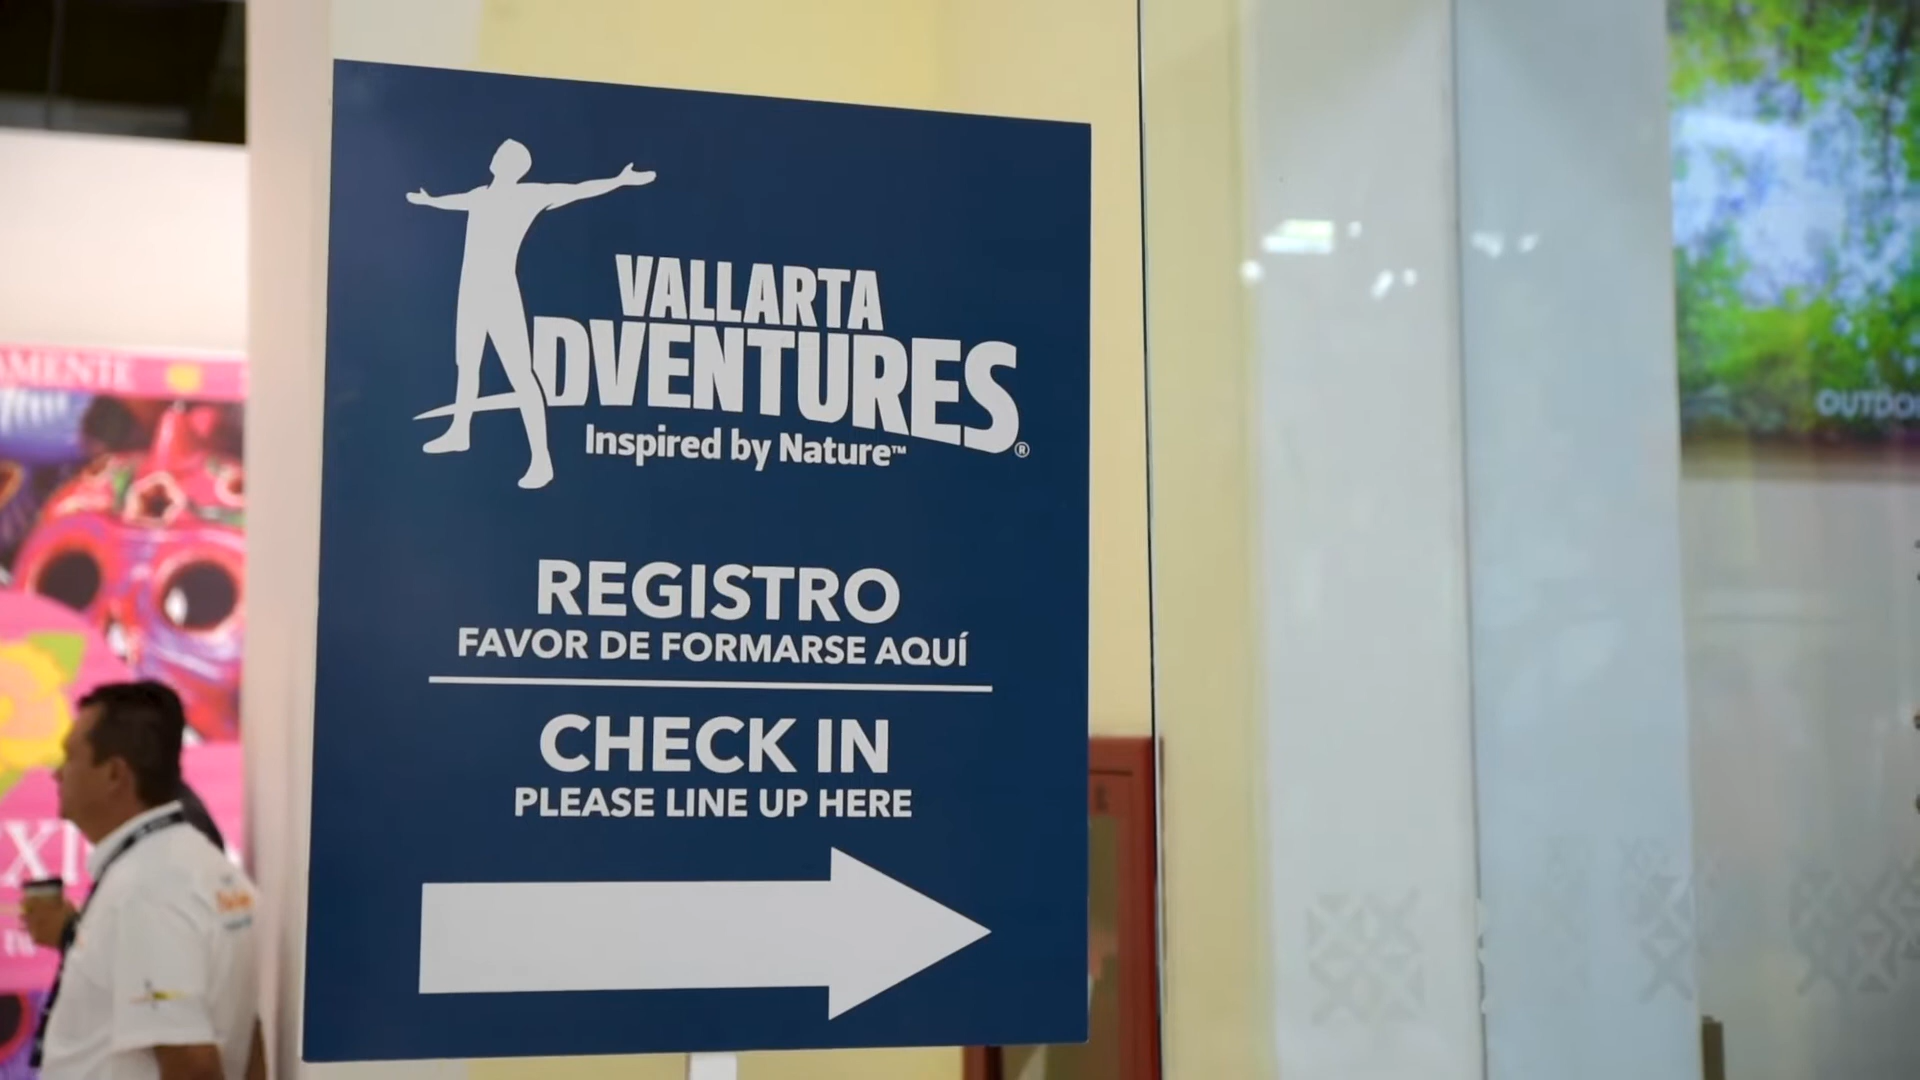 VALLARTA
ADVENTURES®
Inspired by Nature™
REGISTRO
FAVOR DE FORMARSE AQUÍ
CHECK IN
PLEASE LINE UP HERE